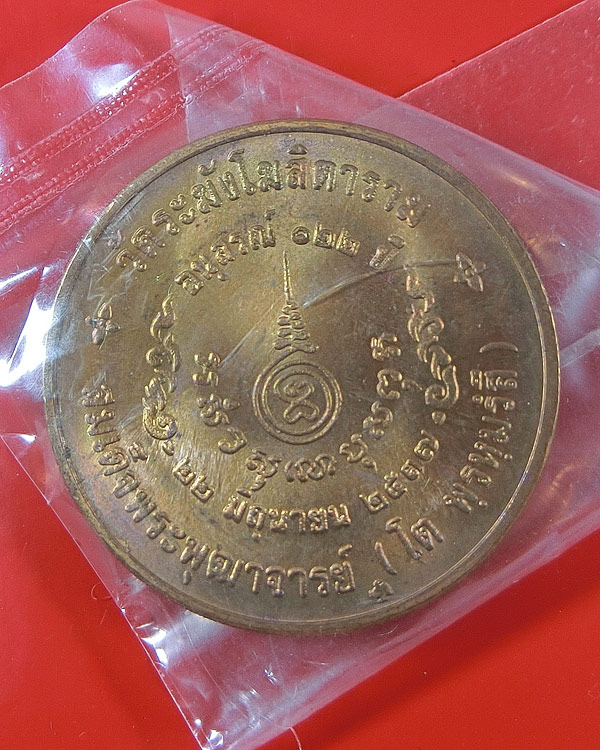 วัดระฆังโฆสิตาราม
อนุสรณ์ ๑๒๒ ปี
๒๒ มิถุนายน ๒๕๓๗
สมเด็จพระพุฒาจารย์ (โต พฺรหฺมรํสี)